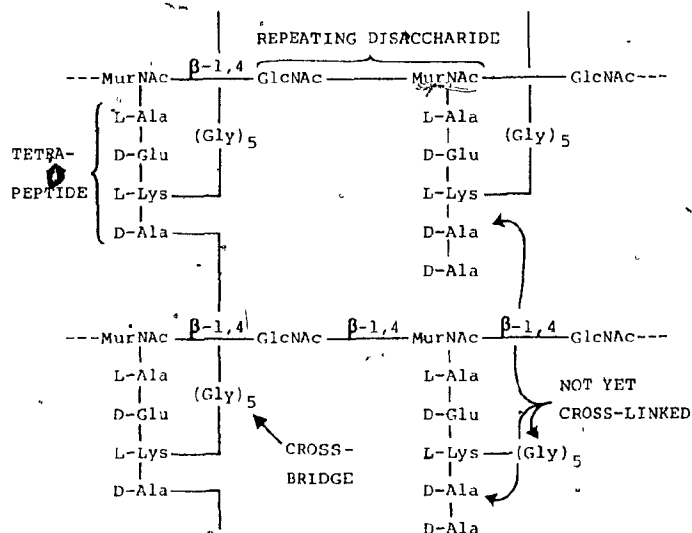 REPEATING DISACCHARIDE
---MurNAc β-1,4 GlcNAc MurNAc GlcNAc---
L-Ala L-Ala
(Gly)5 (Gly)5
TETRA-
PEPTIDE
D-Glu D-Glu
L-Lys L-Lys
D-Ala D-Ala
D-Ala
---MurNAc β-1,4 GlcNAc β-1,4 MurNAc β-1,4 GlcNAc---
L-Ala L-Ala
(Gly)5
NOT YET
CROSS-LINKED
D-Glu D-Glu
CROSS-
BRIDGE
L-Lys L-Lys (Gly)5
D-Ala D-Ala
D-Ala